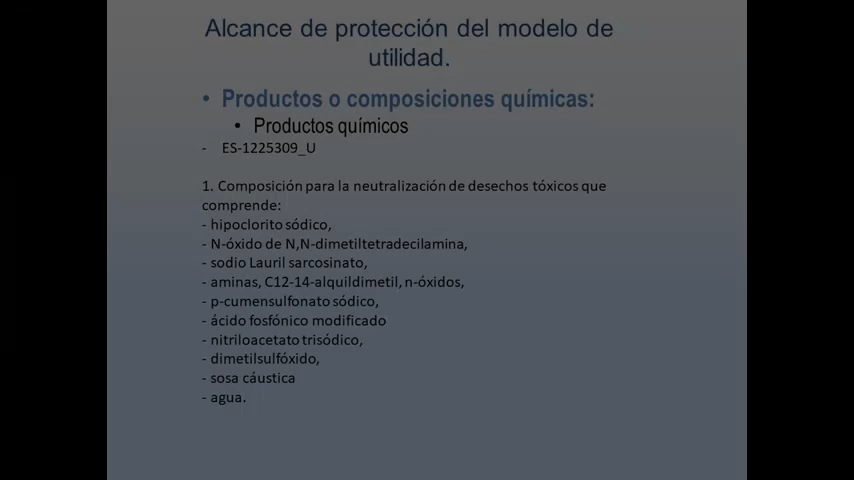 Alcance de protección del modelo de
utilidad.
• Productos o composiciones químicas:
• Productos químicos
- ES-1225309_U
1. Composición para la neutralización de desechos tóxicos que
comprende:
- hipoclorito sódico,
- N-óxido de N,N-dimetiltetradecilamina,
- sodio Lauril sarcosinato,
- aminas, C12-14-alquildimetil, n-óxidos,
- p-cumensulfonato sódico,
- ácido fosfónico modificado
- nitriloacetato trisódico,
- dimetilsulfóxido,
- sosa cáustica
- agua.